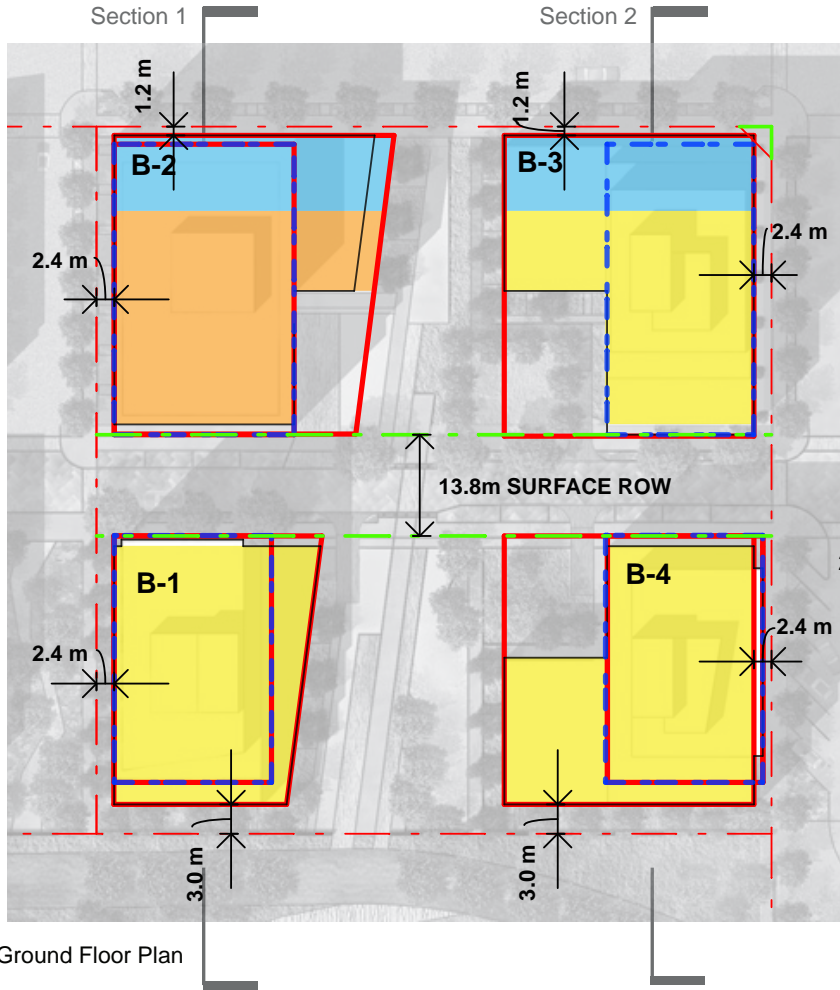 Section 1
Section 2
1.2 m
1.2 m
B-2
B-3
2.4 m
2.4 m
13.8m SURFACE ROW
B-1
B-4
2.4 m
2.4 m
3.0 m
3.0 m
Ground Floor Plan